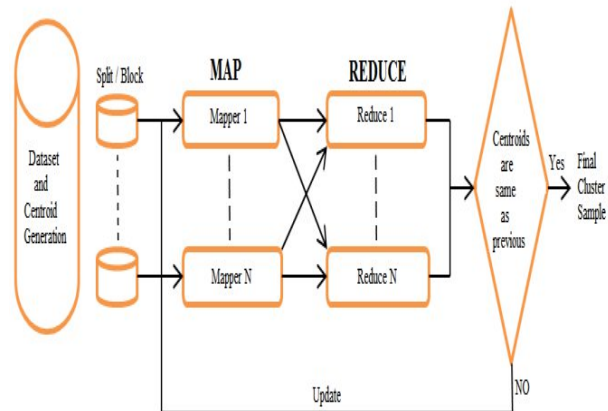 MAP
REDUCE
Split / Block
Mapper 1
Reduce 1
Dataset
and
Centroid
Generation
Centroids
are
same
as
previous
Yes
Final
Cluster
Sample
Mapper N
Reduce N
Update
NO